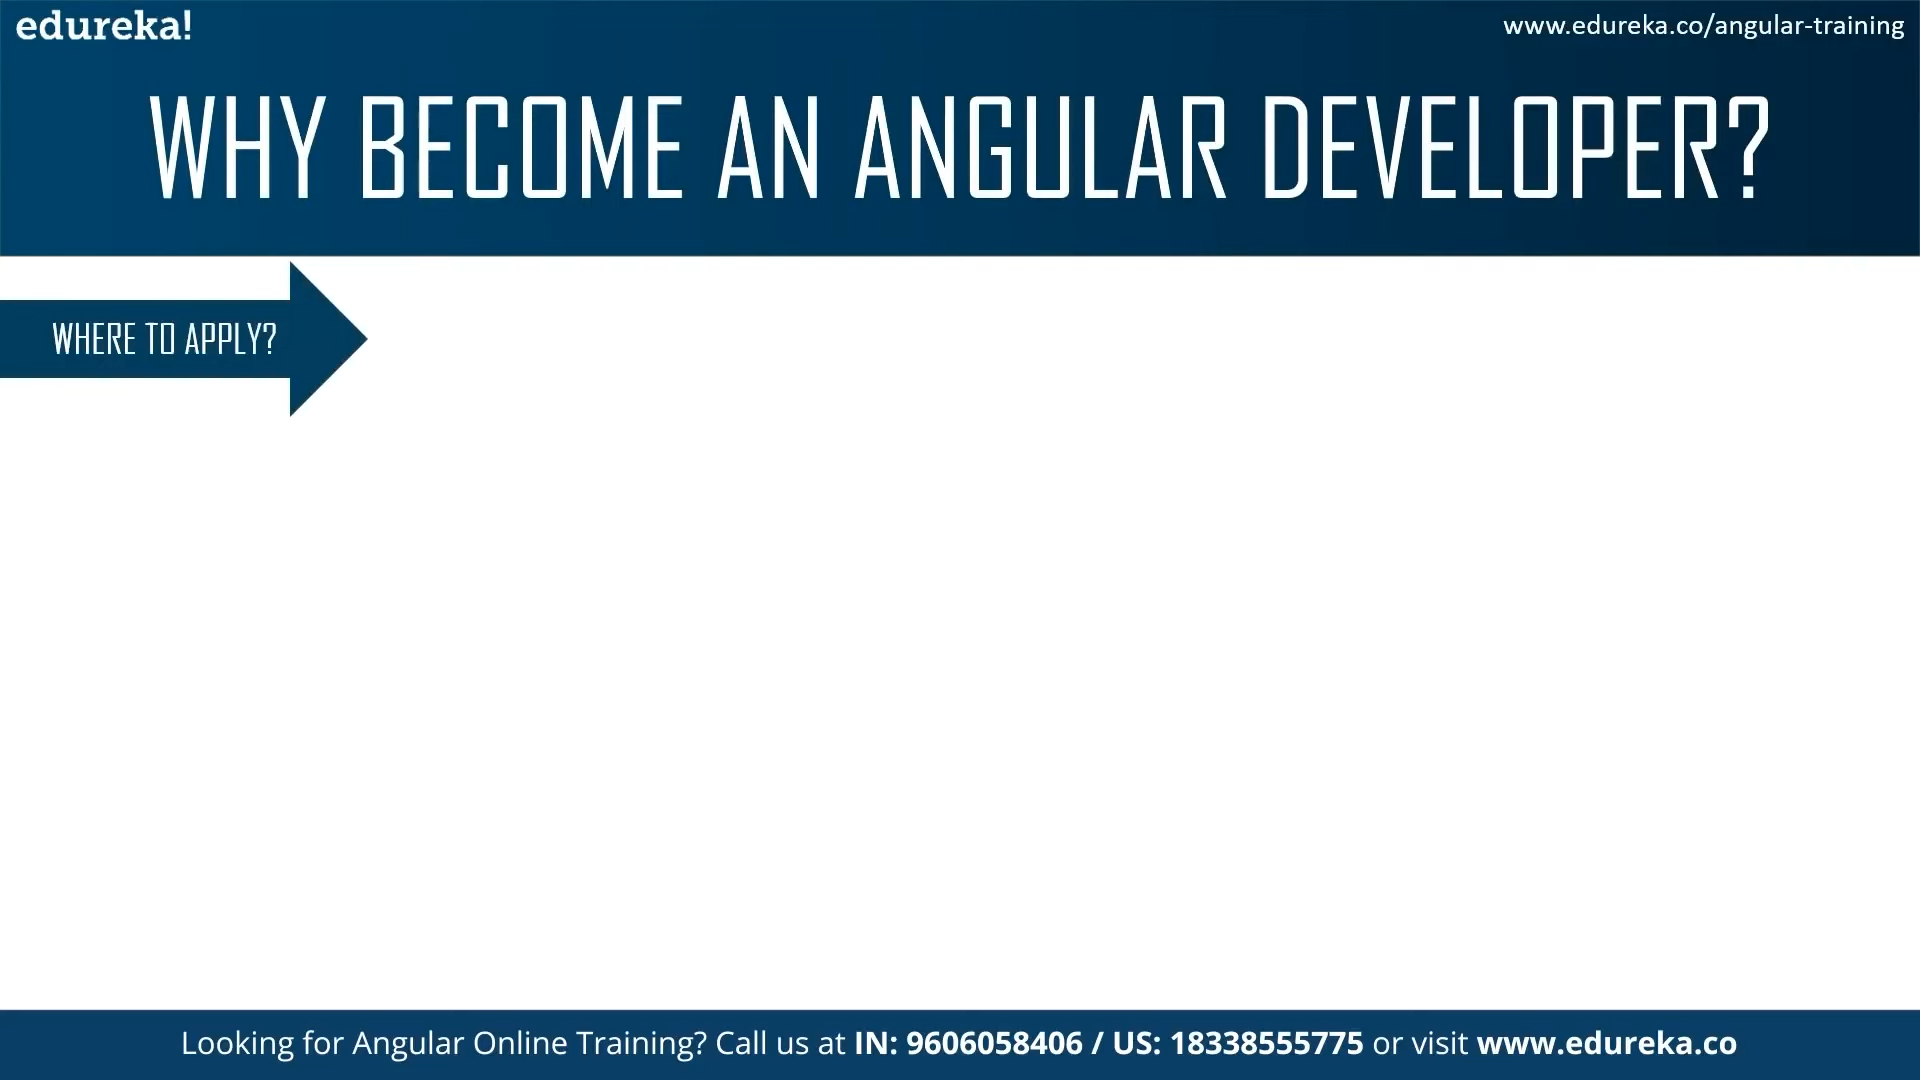 edureka!
www.edureka.co/angular-training
WHY BECOME AN ANGULAR DEVELOPER?
WHERE TO APPLY?
Looking for Angular Online Training? Call us at IN: 9606058406 / US: 18338555775 or visit www.edureka.co